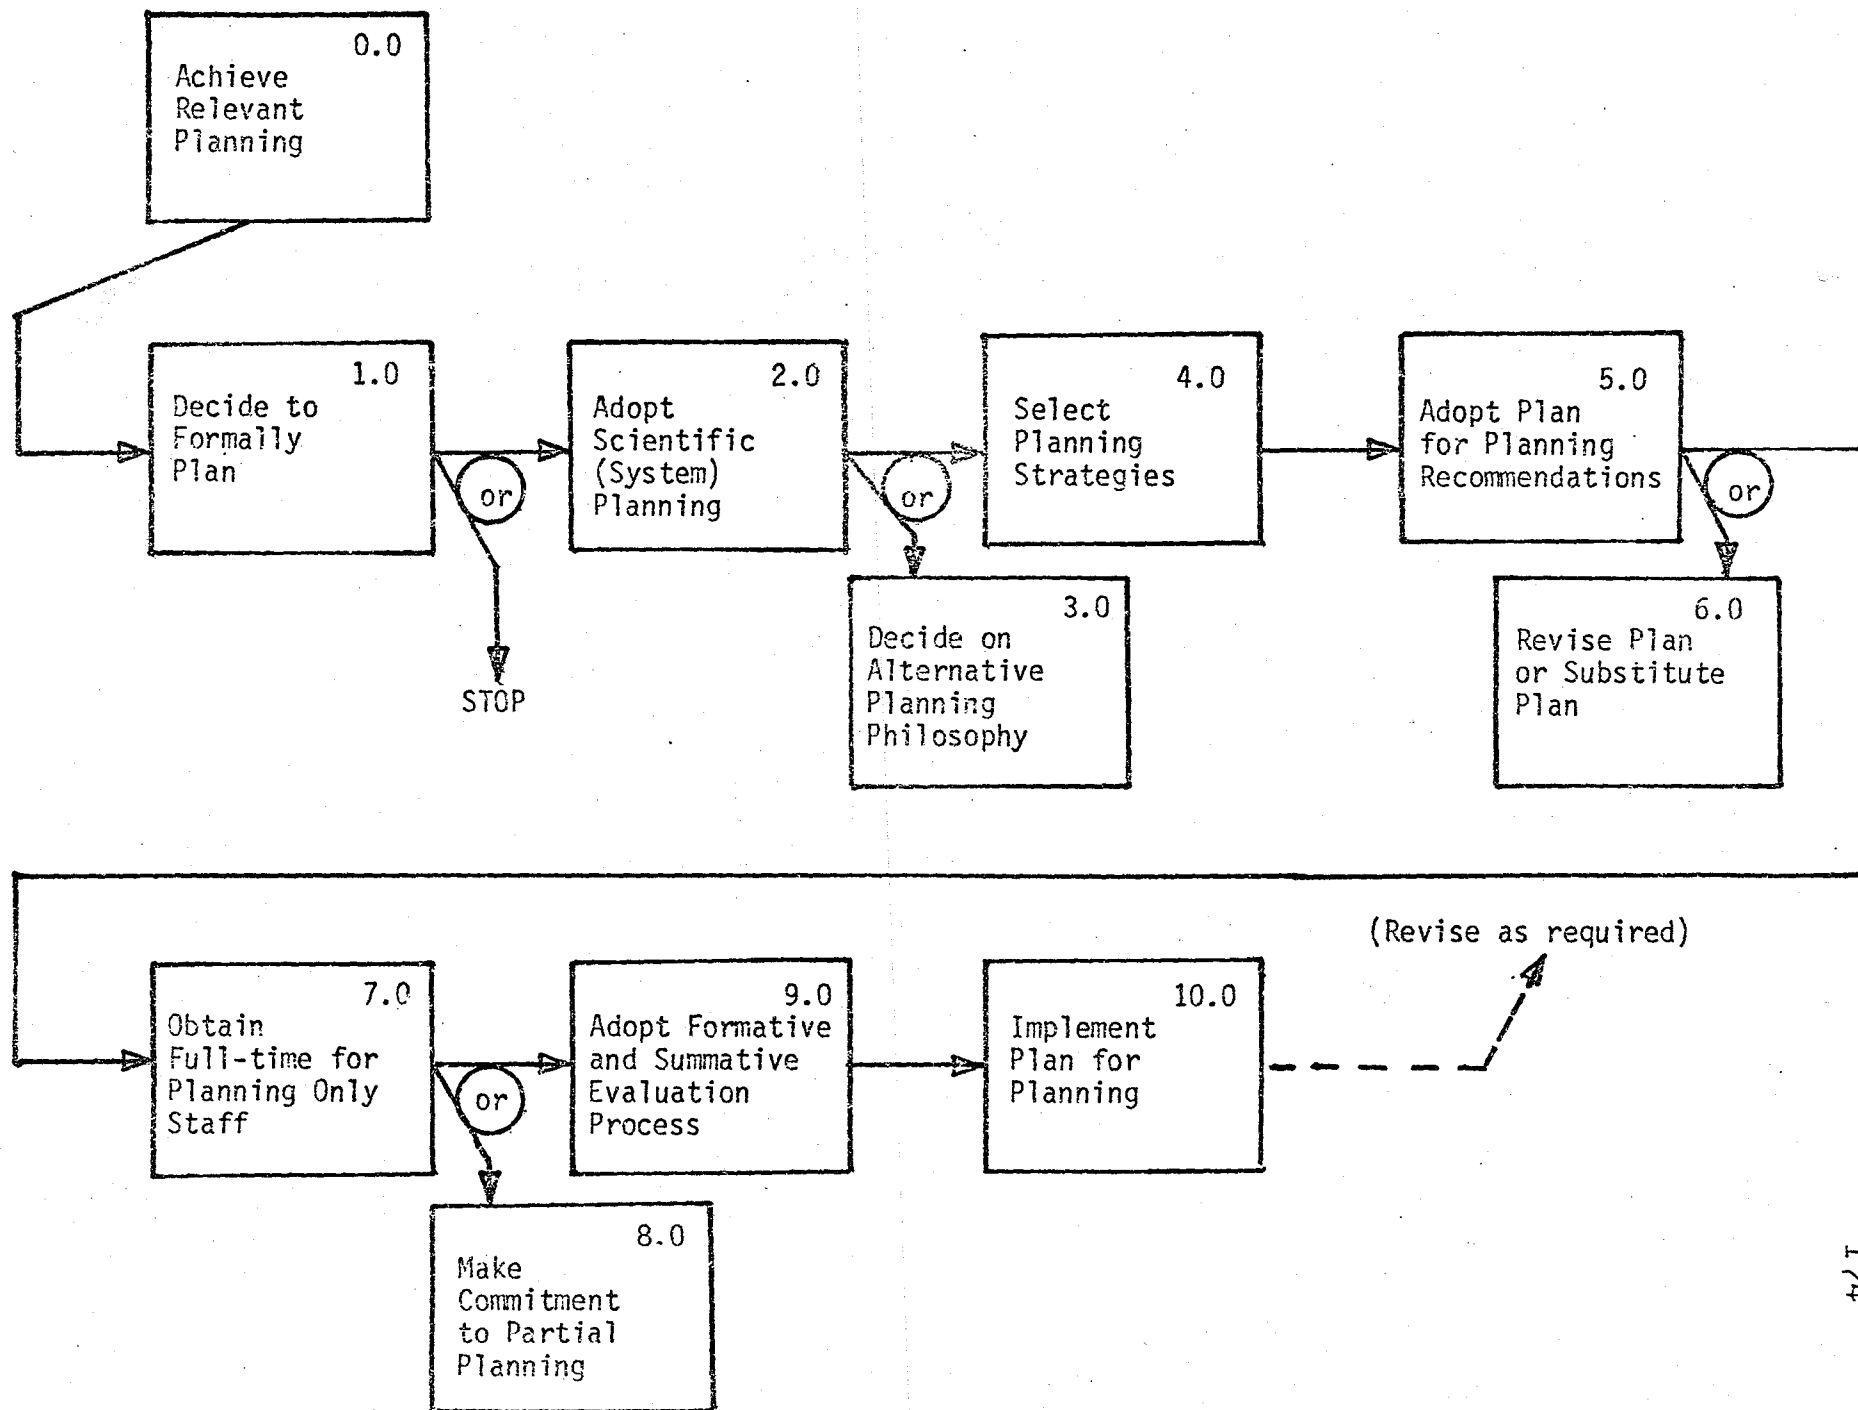 0.0
Achieve
Relevant
Planning
1.0
Decide to
Formally
Plan
or
STOP
2.0
Adopt
Scientific
(System)
Planning
or
3.0
Decide on
Alternative
Planning
Philosophy
4.0
Select
Planning
Strategies
5.0
Adopt Plan
for Planning
Recommendations
or
6.0
Revise Plan
or Substitute
Plan
7.0
Obtain
Full-time for
Planning Only
Staff
or
8.0
Make
Commitment
to Partial
Planning
9.0
Adopt Formative
and Summative
Evaluation
Process
10.0
Implement
Plan for
Planning
(Revise as required)